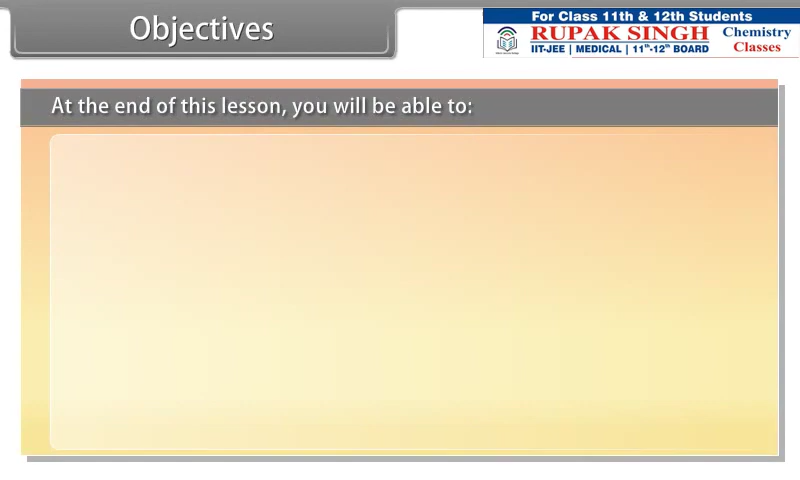 Objectives
For Class 11th & 12th Students
RUPAK SINGH
IIT-JEE | MEDICAL | 11th-12th BOARD
Chemistry
Classes
At the end of this lesson, you will be able to: